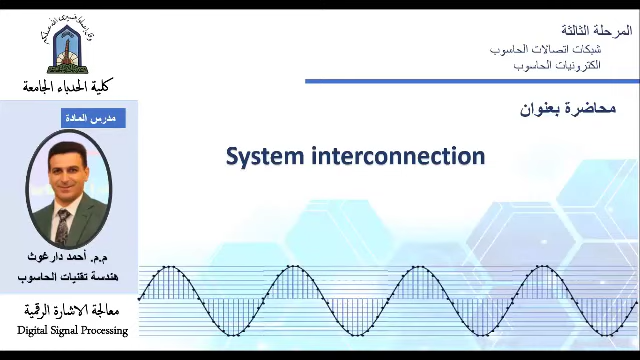 المرحلة الثالثة
شبكات اتصالات الحاسوب
الكترونيات الحاسوب
محاضرة بعنوان
System interconnection
كلية الحدباء الجامعة
مدرس المادة
م.م. أحمد دارغوث
هندسة تقنيات الحاسوب
معالجة الاشارة الرقمية
Digital Signal Processing